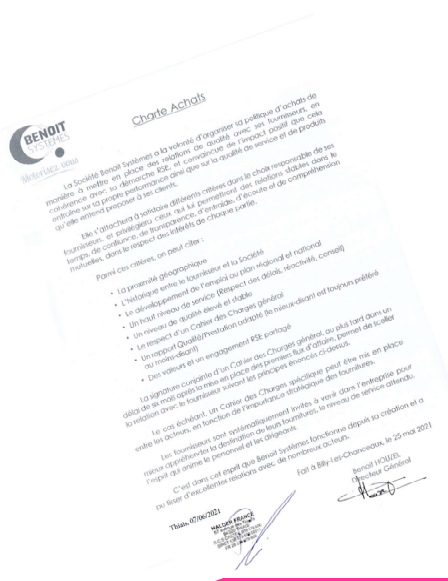 Charte Achats
BENOIT
SYSTEMES
La Société Benoit Systèmes a la volonté d'organiser sa politique d'achats de
manière à mettre en place des relations de qualité avec ses fournisseurs, en
cohérence avec sa démarche RSE, et convaincue de l'impact positif que cela
entraîne sur sa propre performance ainsi que sur la qualité de service et de produits
qu'elle entend proposer à ses clients.
Elle s'attachera à satisfaire différents critères dans le choix responsable de ses
fournisseurs, et privilégiera ceux qui lui permettront des relations stables dans le
temps, de confiance, de transparence, d'entraide, d'écoute et de compréhension
mutuelles, dans le respect des intérêts de chaque partie.
Parmi ces critères, on peut citer :
• La proximité géographique
• L'historique entre le fournisseur et la Société
• Le développement de l'emploi au plan régional et national
• Un haut niveau de service (Respect des délais, réactivité, conseil)
• Un niveau de qualité élevé et stable
• Un respect d'un Cahier des Charges général
• Un rapport Qualité/Prestation adapté (le mieux-disant est toujours préféré
au moins-disant)
• Des valeurs et un engagement RSE partagé
La signature conjointe d'un Cahier des Charges général, au plus tard dans un
délai de six mois après la mise en place des premiers flux d'affaire, permet de sceller
la relation avec le fournisseur suivant les principes énoncés ci-dessus.
Le cas échéant, un Cahier des Charges spécifique peut être mis en place
entre les acteurs, en fonction de l'importance stratégique des fournitures.
Les fournisseurs sont systématiquement invités à venir dans l'entreprise pour
mieux appréhender la destination de leurs fournitures, le niveau de service attendu,
l'esprit qui anime le personnel et les dirigeants.
C'est dans cet esprit que Benoit Systèmes fonctionne depuis sa création et a
pu tisser d'excellentes relations avec de nombreux acteurs.
Fait à Billy-Les-Chanceaux, le 25 mai 2021
Benoit HOUZEL
Directeur Général
Thiais, 07/06/2021
HALDER FRANCE